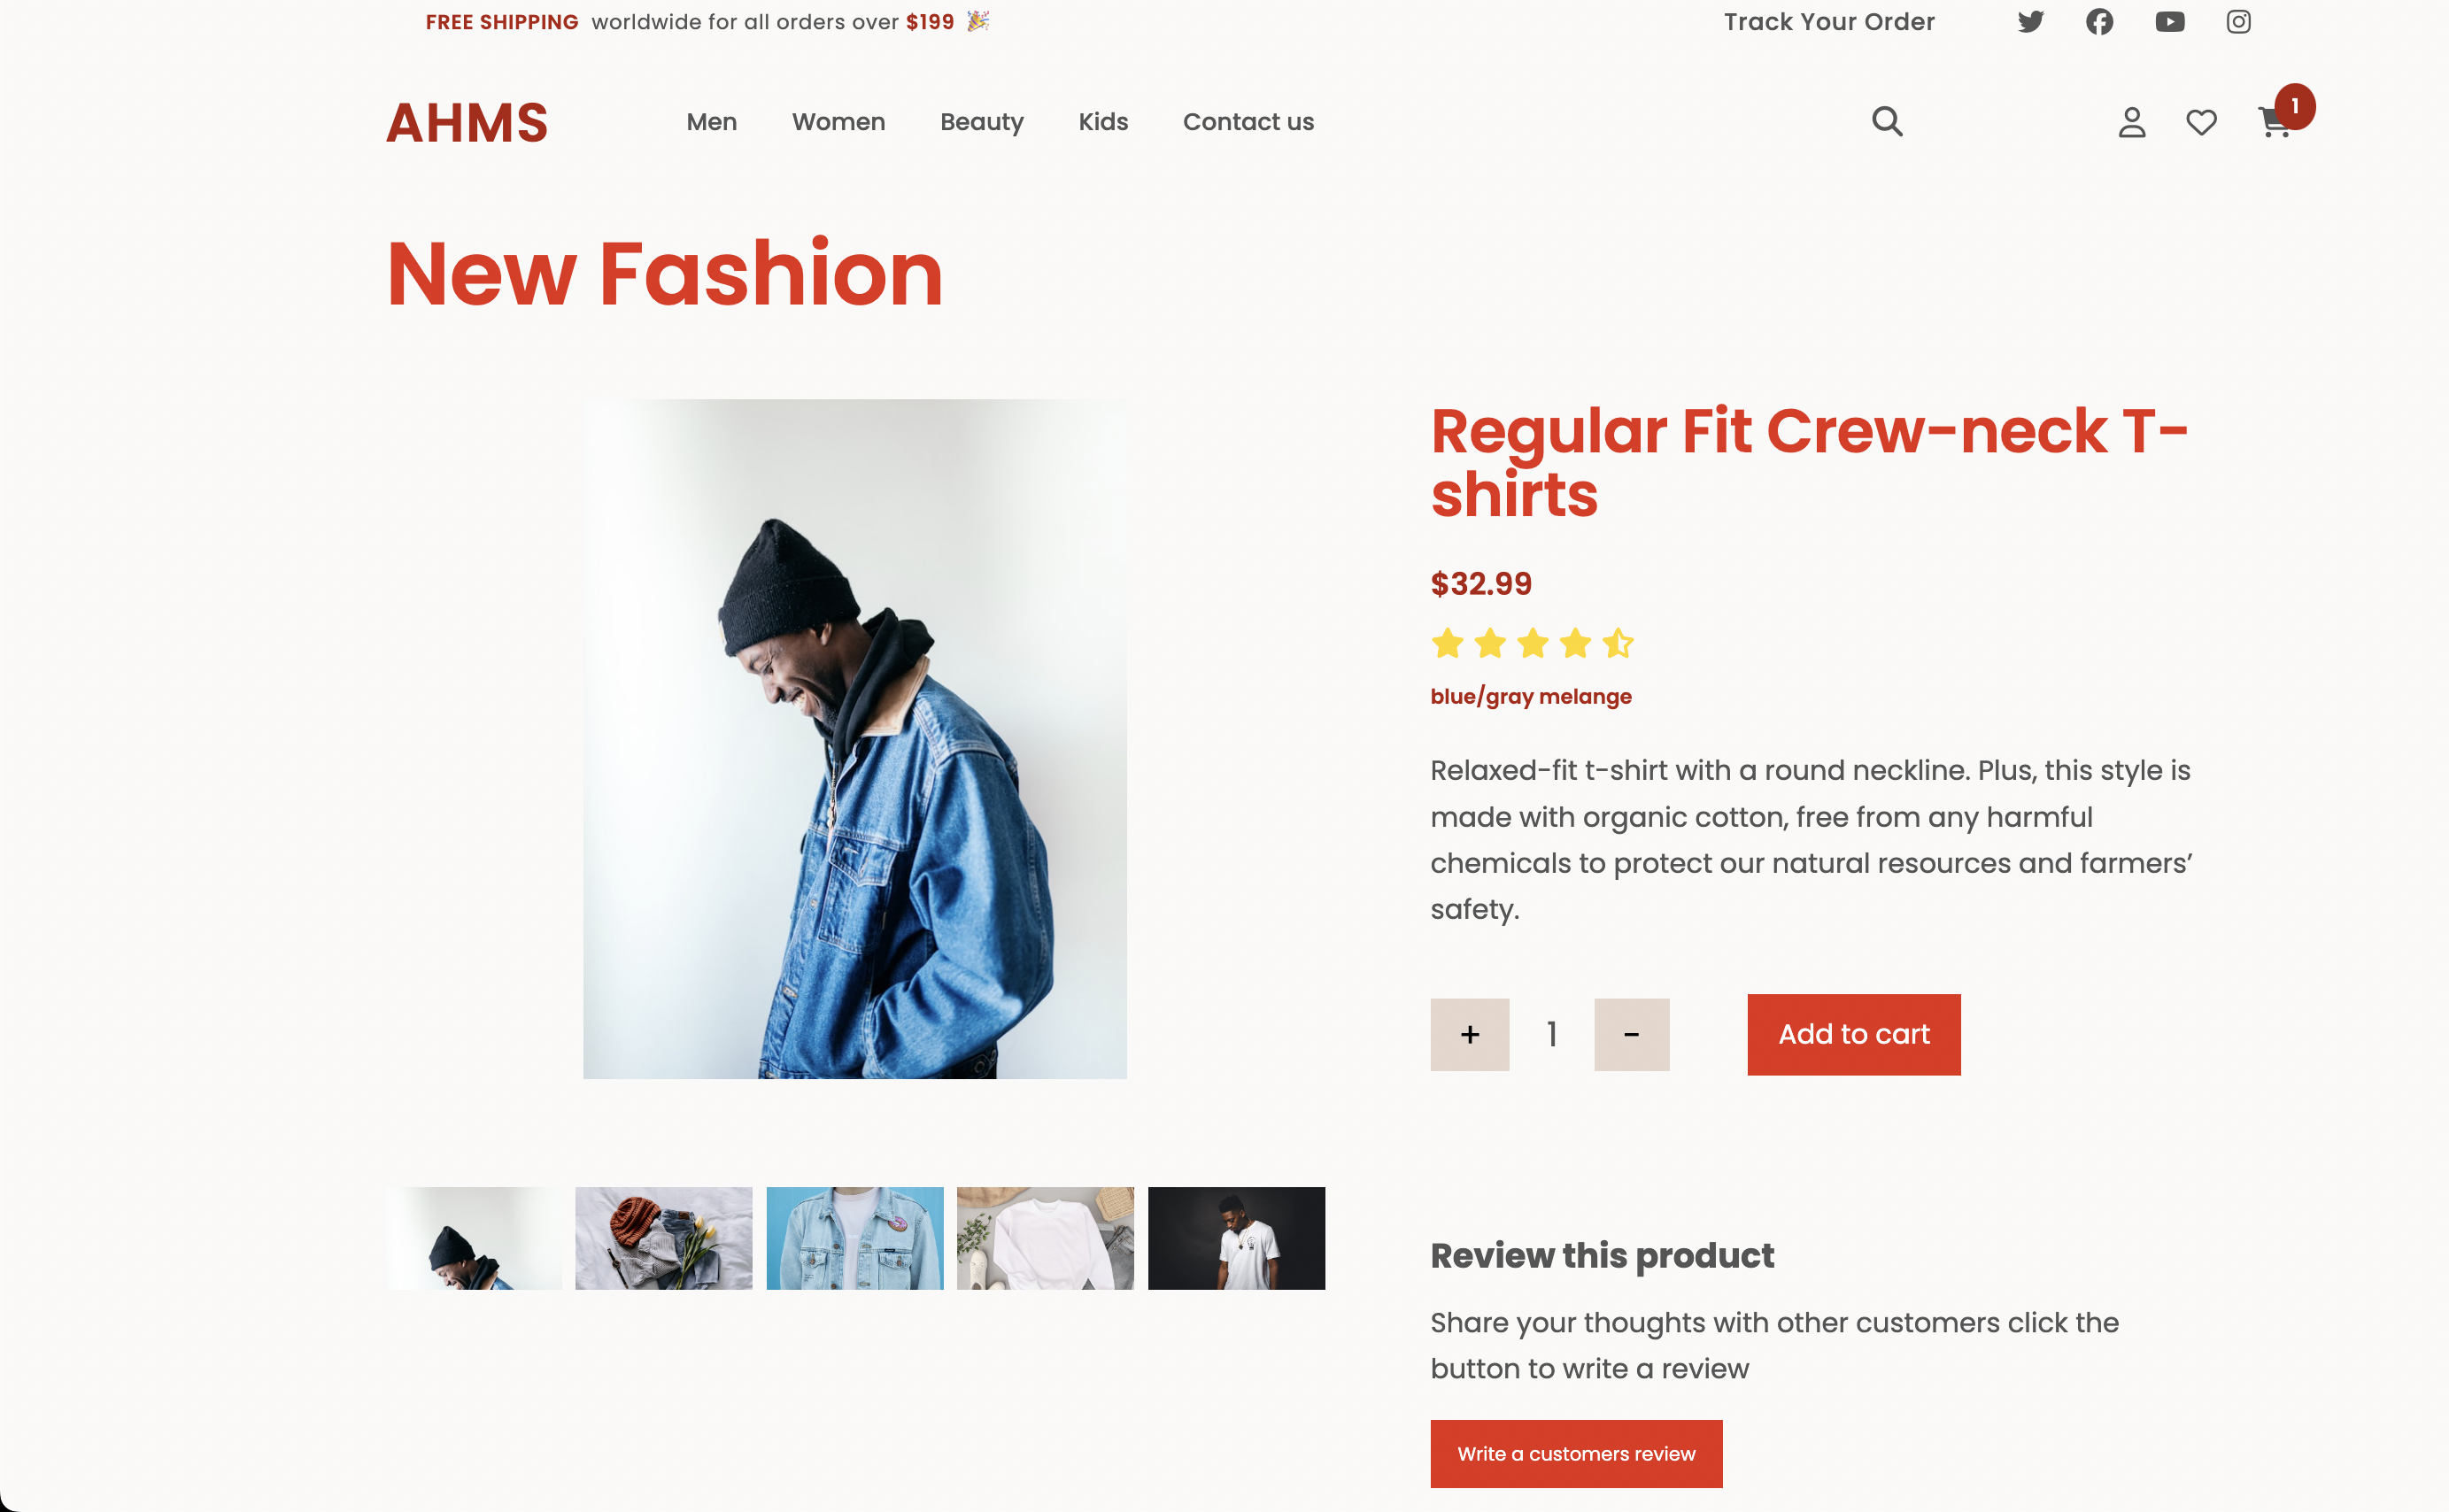 FREE SHIPPING worldwide for all orders over $199 🎉
Track Your Order
AHMS
Men
Women
Beauty
Kids
Contact us
1
New Fashion
Regular Fit Crew-neck T-
shirts
$32.99
blue/gray melange
Relaxed-fit t-shirt with a round neckline. Plus, this style is
made with organic cotton, free from any harmful
chemicals to protect our natural resources and farmers’
safety.
+
1
-
Add to cart
Review this product
Share your thoughts with other customers click the
button to write a review
Write a customers review